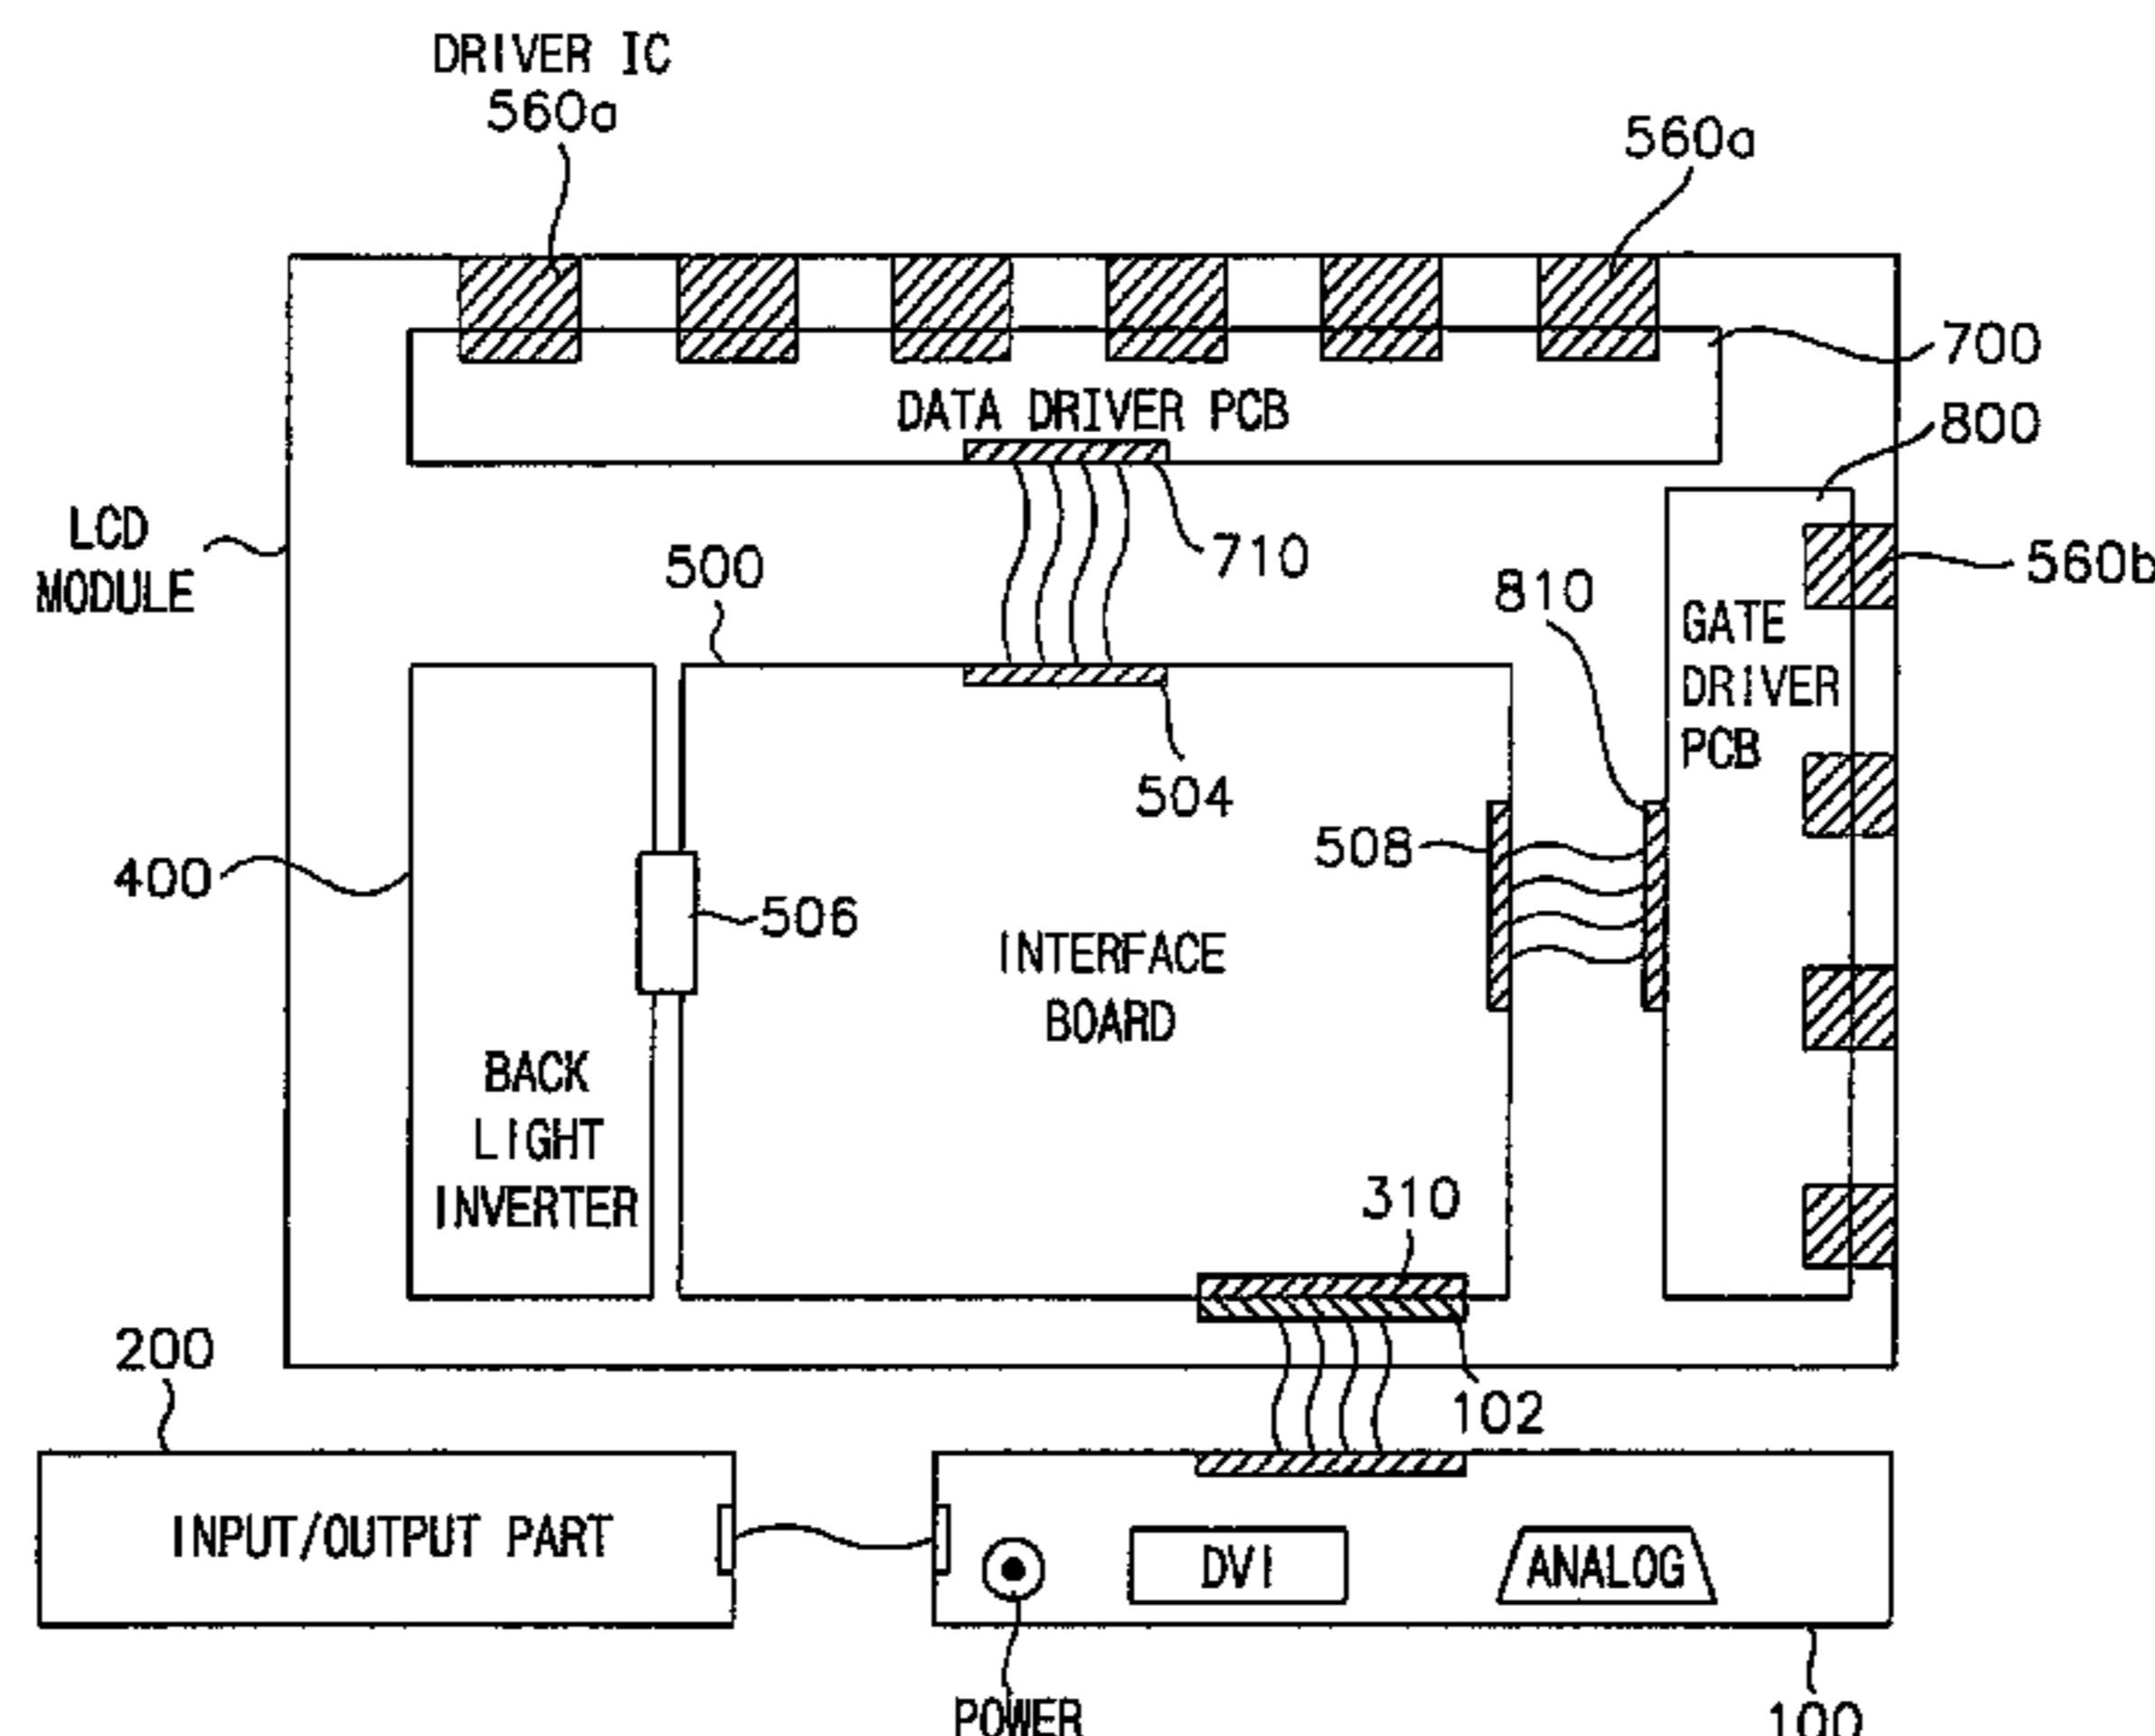 DRIVER IC
560a
560a
700
DATA DRIVER PCB
800
LCD
MODULE
710
500
560b
810
GATE
DRIVER
PCB
504
508
400
506
INTERFACE
BOARD
BACK
LIGHT
INVERTER
310
200
102
INPUT/OUTPUT PART
DVI
ANALOG
POWER
100